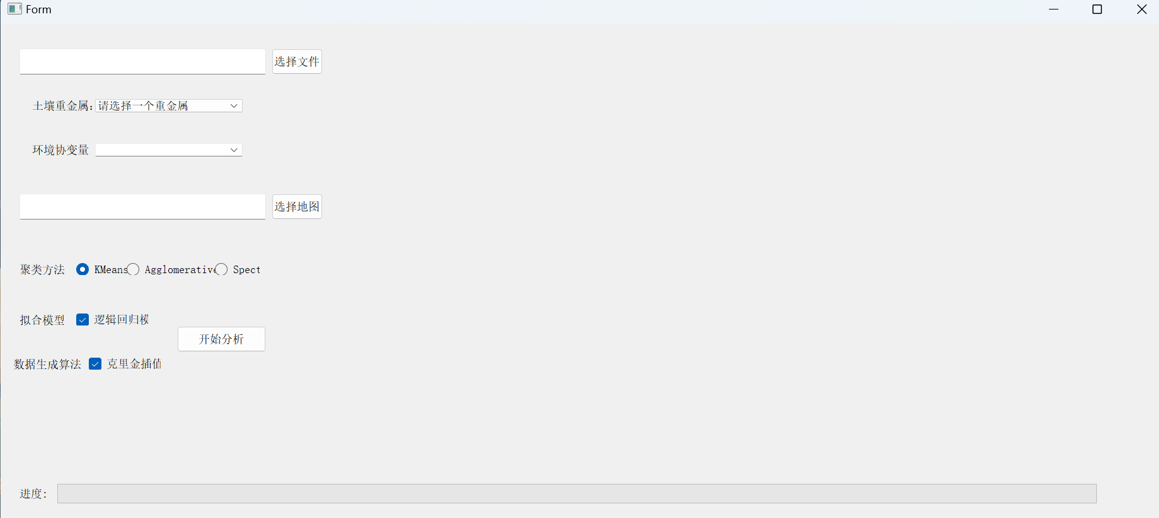 Form
选择文件
土壤重金属: 请选择一个重金属
环境协变量
选择地图
聚类方法 KMeans Agglomerative Spect
拟合模型 逻辑回归模
开始分析
数据生成算法 克里金插值
进度: